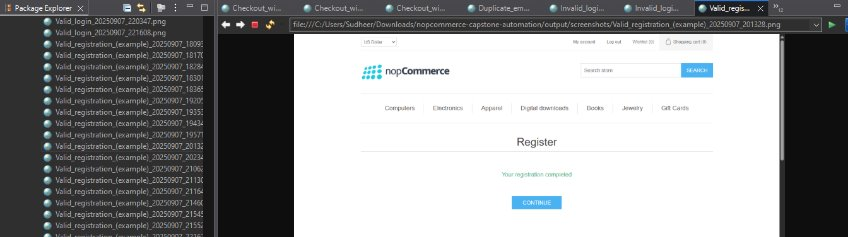 Package Explorer
Valid_login_20250907_220347.png
Valid_login_20250907_221608.png
Valid_registration_(example)_20250907_18093
Valid_registration_(example)_20250907_18170
Valid_registration_(example)_20250907_18284
Valid_registration_(example)_20250907_18301
Valid_registration_(example)_20250907_18365
Valid_registration_(example)_20250907_19205
Valid_registration_(example)_20250907_19353
Valid_registration_(example)_20250907_19434
Valid_registration_(example)_20250907_19571
Valid_registration_(example)_20250907_20132
Valid_registration_(example)_20250907_20234
Valid_registration_(example)_20250907_21062
Valid_registration_(example)_20250907_21130
Valid_registration_(example)_20250907_21164
Valid_registration_(example)_20250907_21460
Valid_registration_(example)_20250907_21545
Valid_registration_(example)_20250907_21552
Checkout_wi... Checkout_wi... Checkout_wi... Duplicate_em... Invalid_logi... Invalid_logi... Valid_regis...
file:///C:/Users/Sudheer/Downloads/nopcommerce-capstone-automation/output/screenshots/Valid_registration_(example)_20250907_201328.png
US Dollar My account Log out Wishlist (0) Shopping cart (0)
nopCommerce Search store SEARCH
Computers Electronics Apparel Digital downloads Books Jewelry Gift Cards
Register
Your registration completed
CONTINUE